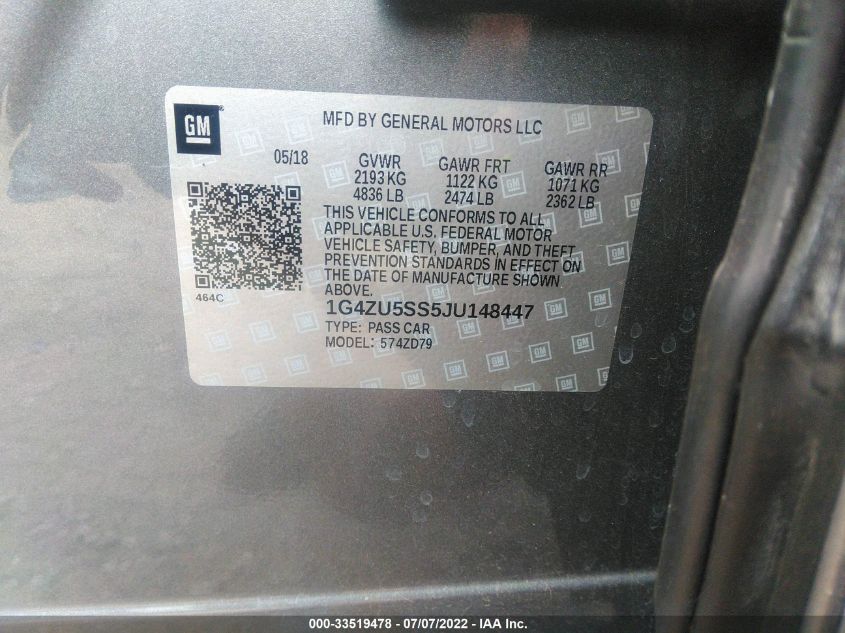 GM
MFD BY GENERAL MOTORS LLC
05/18 GVWR GAWR FRT GAWR RR
2193 KG 1122 KG 1071 KG
4836 LB 2474 LB 2362 LB
THIS VEHICLE CONFORMS TO ALL
APPLICABLE U.S. FEDERAL MOTOR
VEHICLE SAFETY, BUMPER, AND THEFT
PREVENTION STANDARDS IN EFFECT ON
THE DATE OF MANUFACTURE SHOWN
ABOVE.
464C
1G4ZU5SS5JU148447
TYPE: PASS CAR
MODEL: 574ZD79
000-33519478 - 07/07/2022 - IAA Inc.